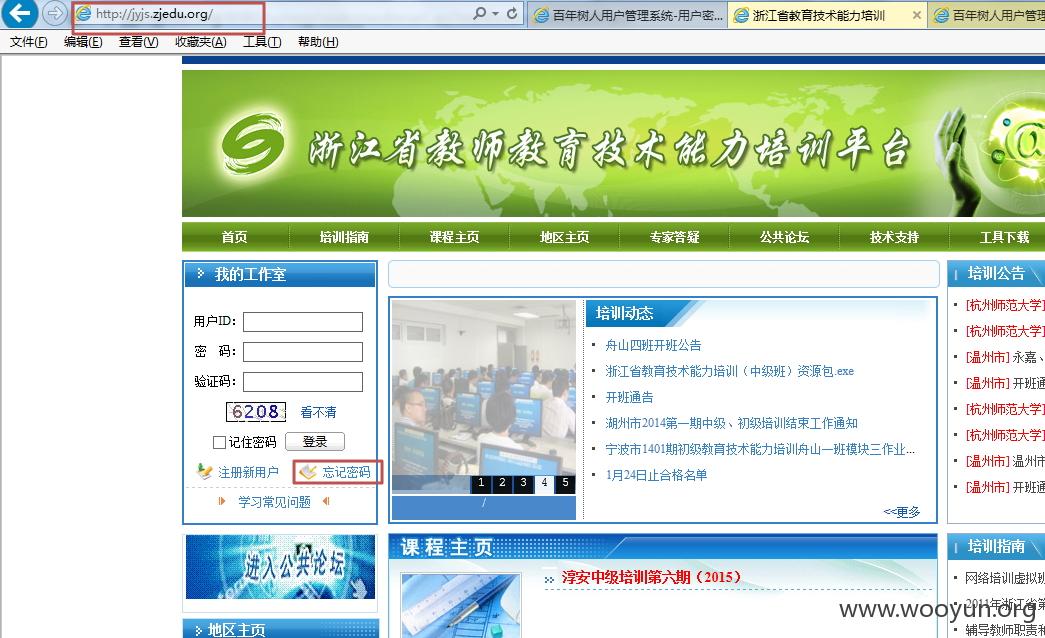 http://jyjs.zjedu.org/
百年树人用户管理系统-用户密...
浙江省教育技术能力培训
百年树人用户管理
文件(F) 编辑(E) 查看(V) 收藏夹(A) 工具(T) 帮助(H)
浙江省教师教育技术能力培训平台
首页 培训指南 课程主页 地区主页 专家答疑 公共论坛 技术支持 工具下载
我的工作室
用户ID:
密 码:
验证码:
6208 看不清
记住密码 登录
注册新用户 忘记密码
学习常见问题
进入公共论坛
地区主页
1 2 3 4 5
/
培训动态
舟山四班开班公告
浙江省教育技术能力培训（中级班）资源包.exe
开班通告
湖州市2014第一期中级、初级培训结束工作通知
宁波市1401期初级教育技术能力培训舟山一班模块三作业...
1月24日止合格名单
<<更多
课程主页
淳安中级培训第六期（2015）
培训公告
[杭州师范大学]
[杭州师范大学]
[温州市] 永嘉、
[温州市] 开班通
[杭州师范大学]
[杭州师范大学]
[温州市] 温州市
[温州市] 开班通
培训指南
网络培训虚拟班
2011年浙江省第
辅导教师职责和
www.wooyun.org